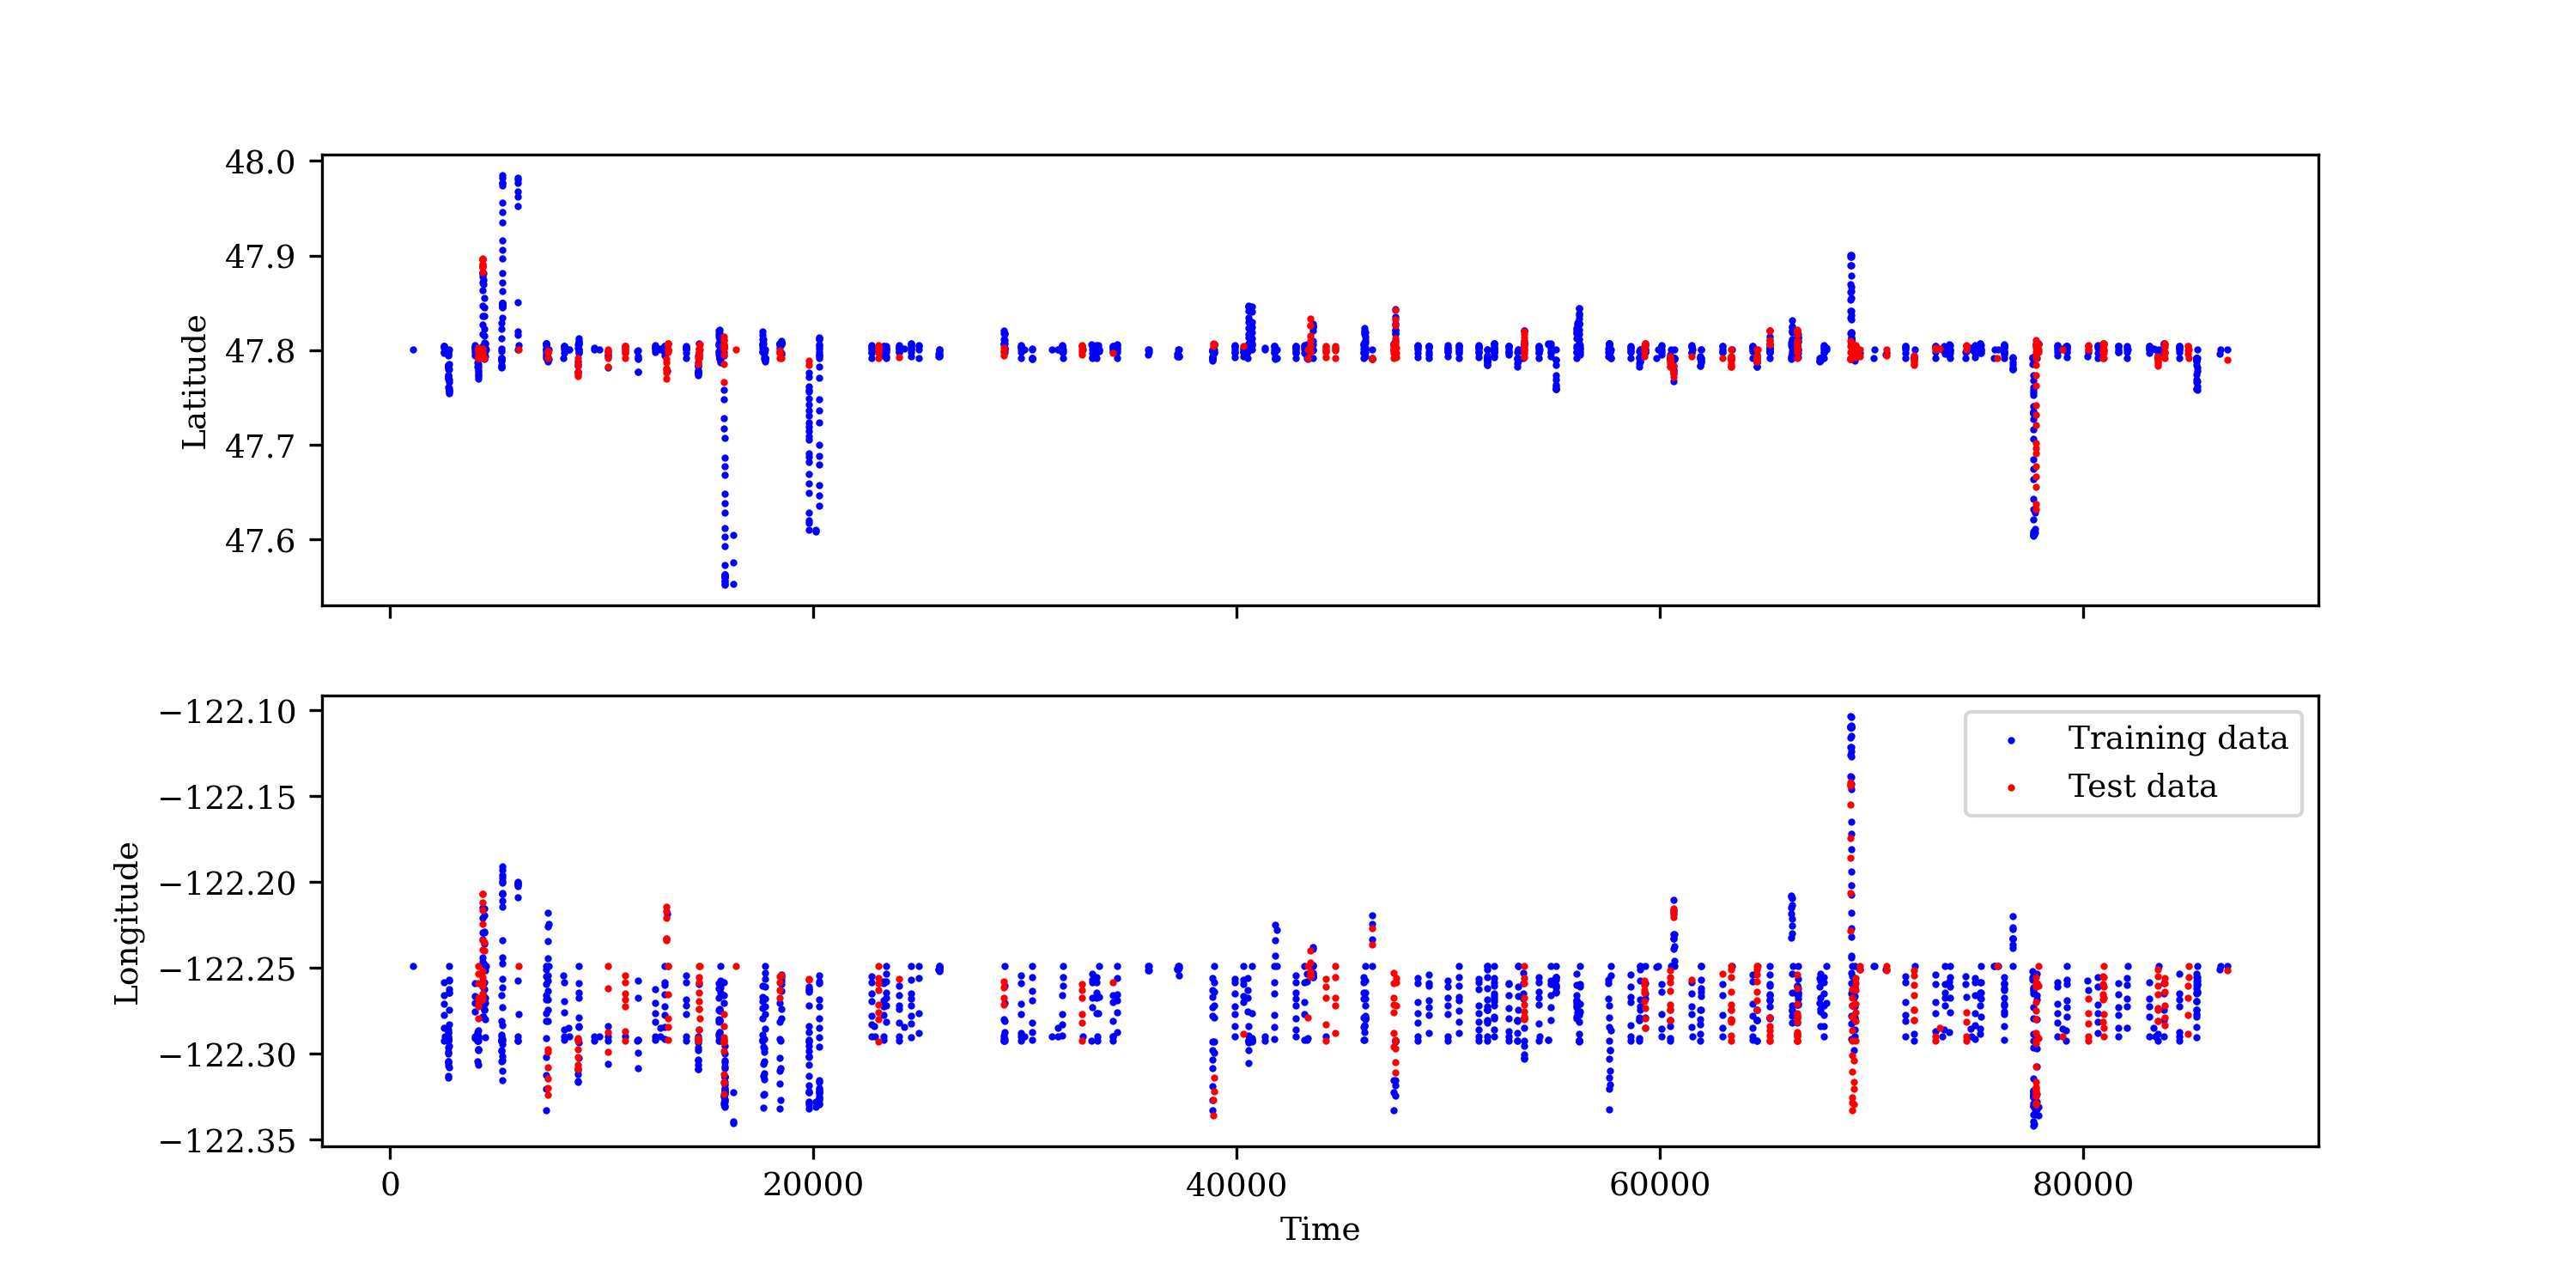 48.0
47.9
47.8
47.7
47.6
Latitude
−122.10
−122.15
−122.20
−122.25
−122.30
−122.35
Longitude
Training data
Test data
0 20000 40000 60000 80000
Time